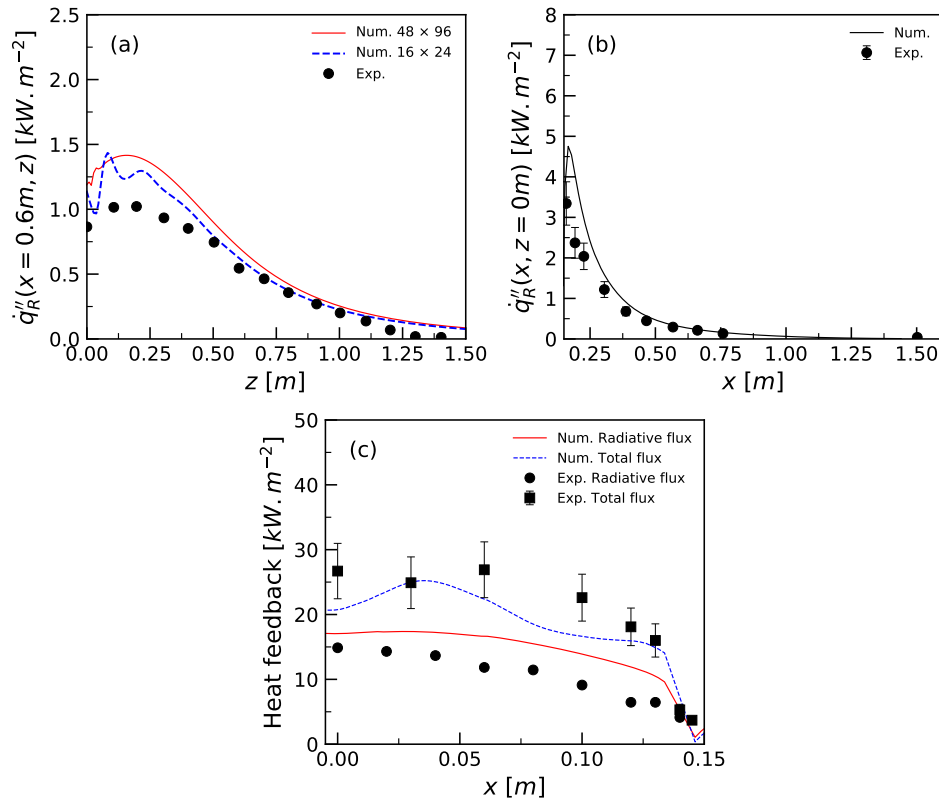 (a)
Num. 48 × 96
Num. 16 × 24
Exp.
2.5
2.0
1.5
1.0
0.5
0.0
q̇″R(x = 0.6m, z) [kW. m−2]
0.00 0.25 0.50 0.75 1.00 1.25 1.50
z [m]
(b)
Num.
Exp.
8
7
6
5
4
3
2
1
0
q̇″R(x, z = 0m) [kW. m−2]
0.25 0.50 0.75 1.00 1.25 1.50
x [m]
(c)
Num. Radiative flux
Num. Total flux
Exp. Radiative flux
Exp. Total flux
50
40
30
20
10
0
Heat feedback [kW. m−2]
0.00 0.05 0.10 0.15
x [m]